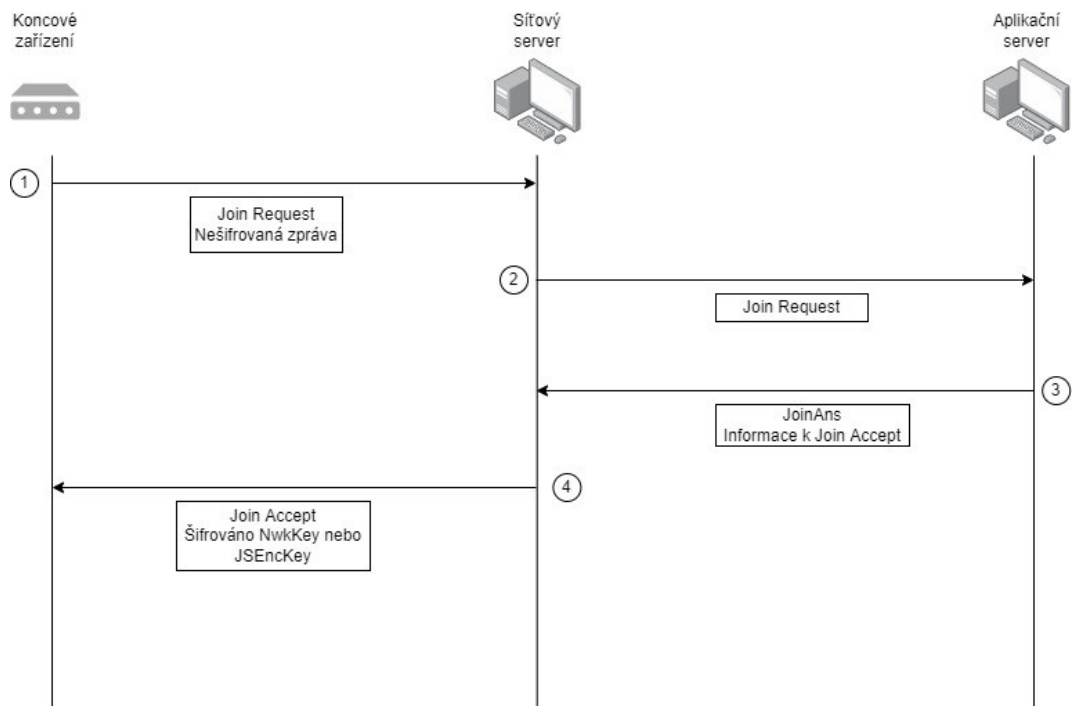 Koncové
zařízení
Síťový
server
Aplikační
server
1
Join Request
Nešifrovaná zpráva
2
Join Request
3
JoinAns
Informace k Join Accept
4
Join Accept
Šifrováno NwkKey nebo
JSEncKey